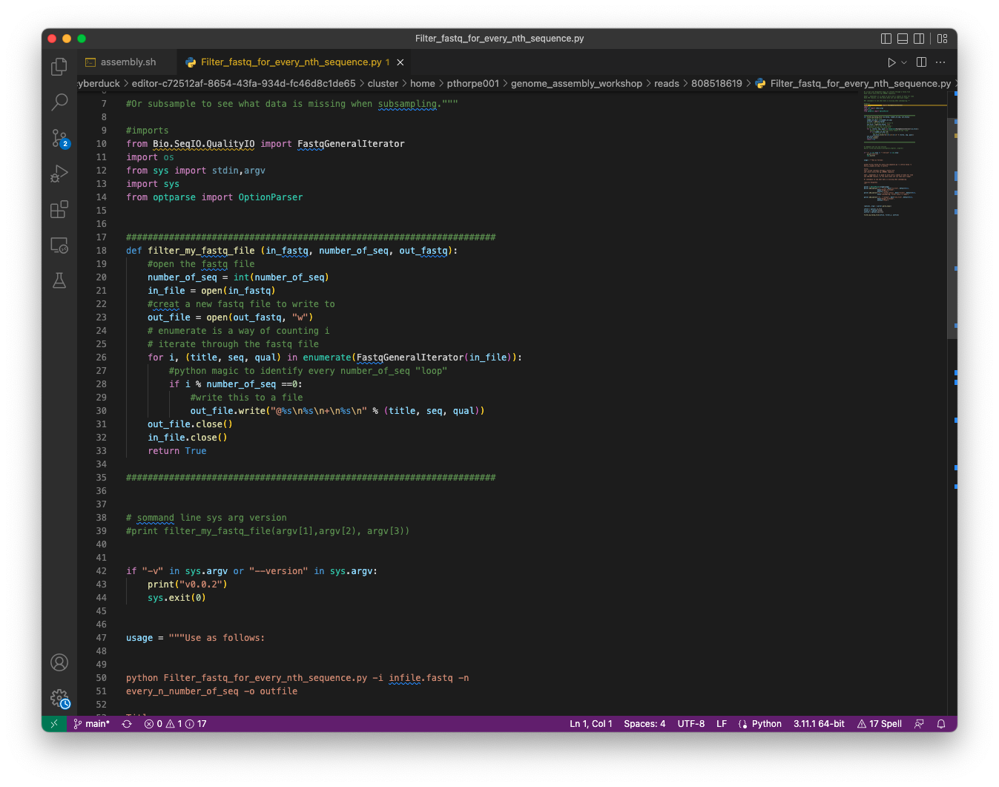 Filter_fastq_for_every_nth_sequence.py
assembly.sh
Filter_fastq_for_every_nth_sequence.py 1
yberduck > editor-c72512af-8654-43fa-934d-fc46d8c1de65 > cluster > home > pthorpe001 > genome_assembly_workshop > reads > 808518619 > Filter_fastq_for_every_nth_sequence.py >
7 #Or subsample to see what data is missing when subsampling."""
8
9 #imports
10 from Bio.SeqIO.QualityIO import FastqGeneralIterator
11 import os
12 from sys import stdin,argv
13 import sys
14 from optparse import OptionParser
15
16
17 #####################################################################
18 def filter_my_fastq_file (in_fastq, number_of_seq, out_fastq):
19     #open the fastq file
20     number_of_seq = int(number_of_seq)
21     in_file = open(in_fastq)
22     #creat a new fastq file to write to
23     out_file = open(out_fastq, "w")
24     # enumerate is a way of counting i
25     # iterate through the fastq file
26     for i, (title, seq, qual) in enumerate(FastqGeneralIterator(in_file)):
27         #python magic to identify every number_of_seq "loop"
28         if i % number_of_seq ==0:
29             #write this to a file
30             out_file.write("@%s\n%s\n+\n%s\n" % (title, seq, qual))
31     out_file.close()
32     in_file.close()
33     return True
34
35 #####################################################################
36
37
38 # sommand line sys arg version
39 #print filter_my_fastq_file(argv[1],argv[2), argv[3))
40
41
42 if "-v" in sys.argv or "--version" in sys.argv:
43     print("v0.0.2")
44     sys.exit(0)
45
46
47 usage = """Use as follows:
48
49
50 python Filter_fastq_for_every_nth_sequence.py -i infile.fastq -n
51 every_n_number_of_seq -o outfile
52
2
main* 0 1 17 Ln 1, Col 1 Spaces: 4 UTF-8 LF Python 3.11.1 64-bit 17 Spell